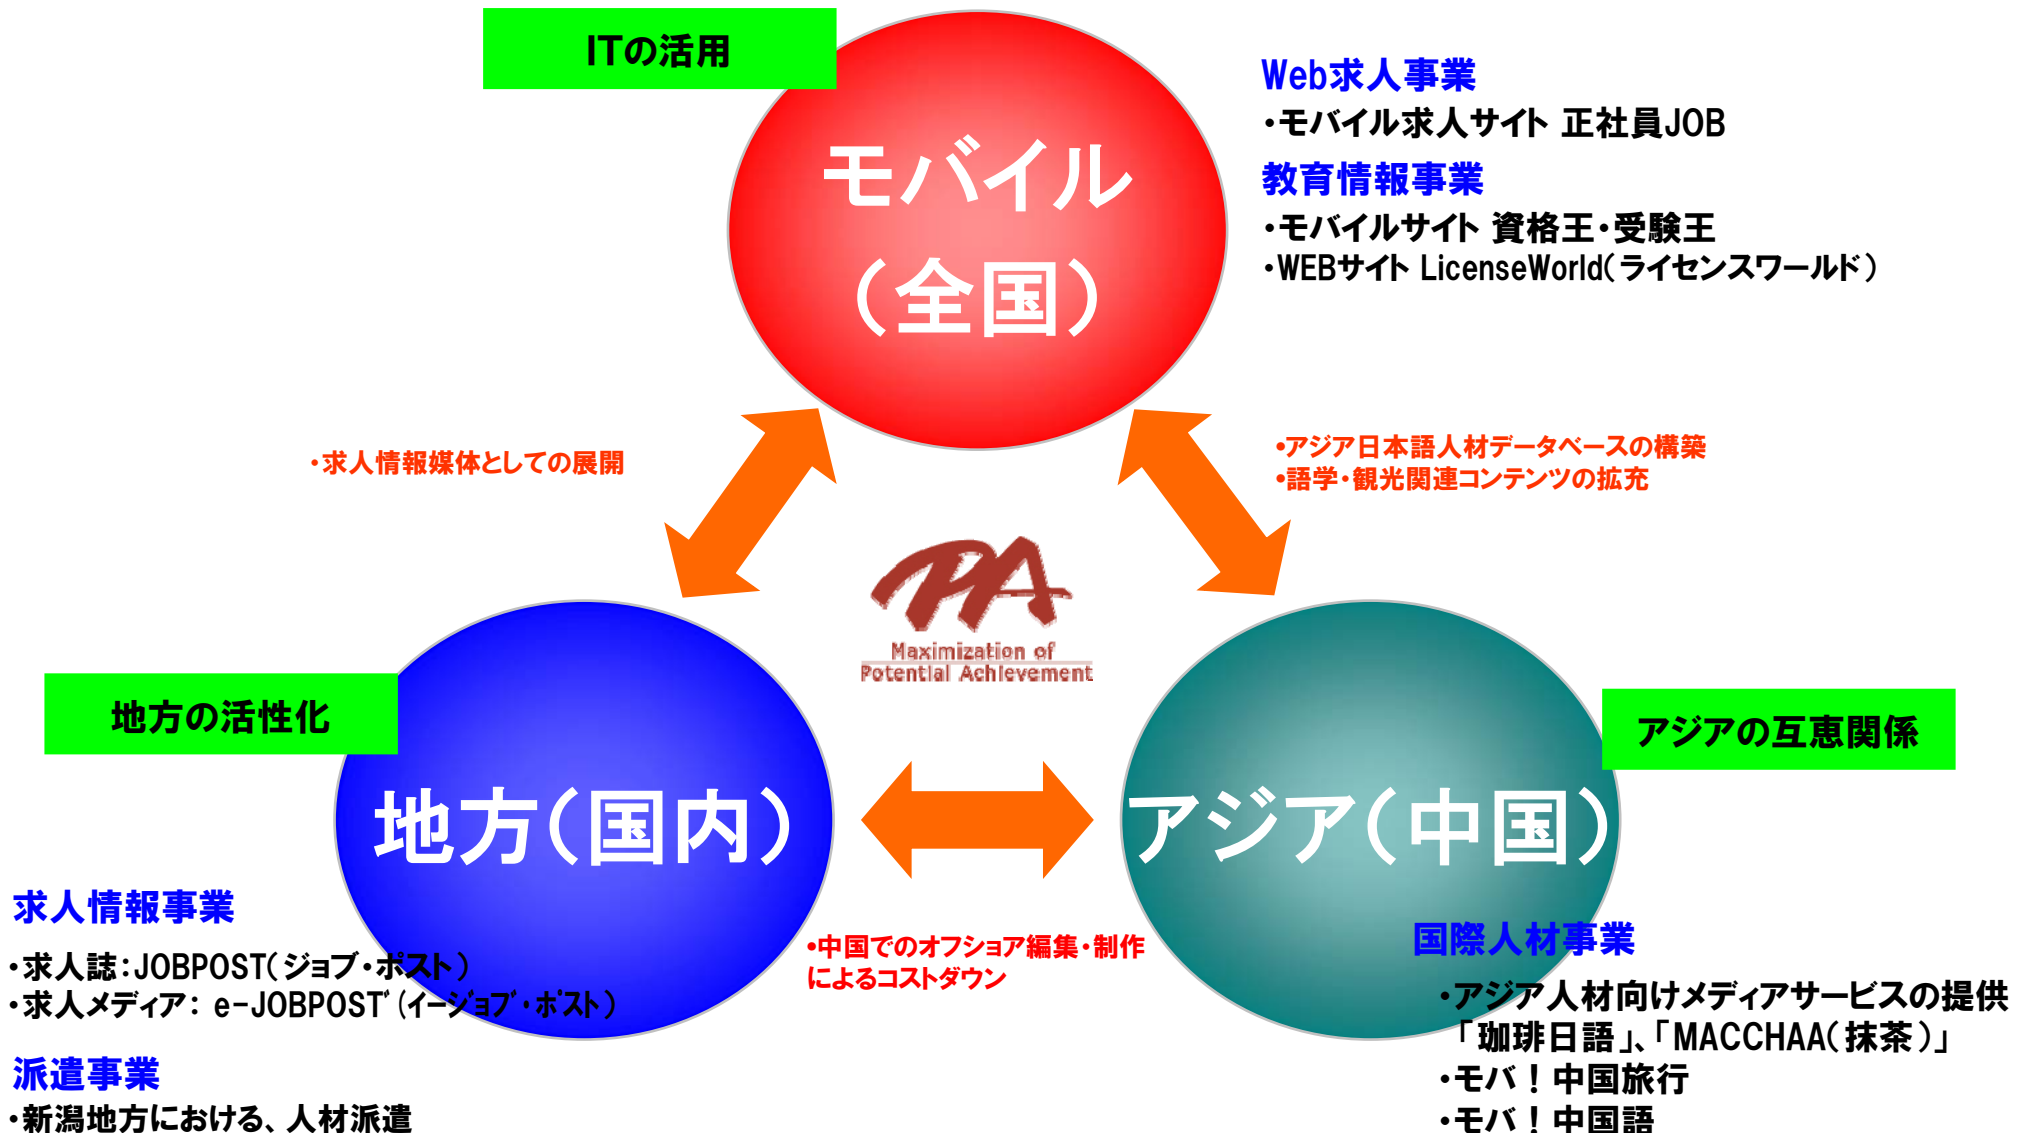 ITの活用
モバイル
（全国）
Web求人事業
・モバイル求人サイト 正社員JOB
教育情報事業
・モバイルサイト 資格王・受験王
・WEBサイト LicenseWorld（ライセンスワールド）
・求人情報媒体としての展開
・アジア日本語人材データベースの構築
・語学・観光関連コンテンツの拡充
PA
Maximization of
Potential Achievement
地方の活性化
地方（国内）
アジアの互恵関係
アジア（中国）
求人情報事業
・求人誌：JOBPOST（ジョブ・ポスト）
・求人メディア： e-JOBPOST（イージョブ・ポスト）
派遣事業
・新潟地方における、人材派遣
・中国でのオフショア編集・制作
によるコストダウン
国際人材事業
・アジア人材向けメディアサービスの提供
「珈琲日語」、「MACCHAA（抹茶）」
・モバ！中国旅行
・モバ！中国語